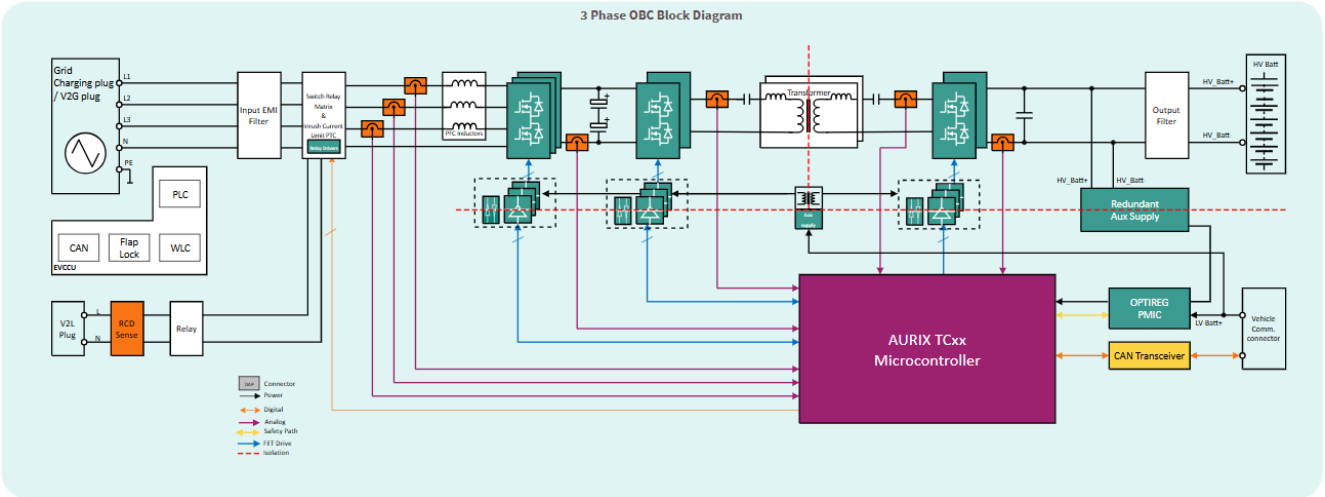 3 Phase OBC Block Diagram
Grid
Charging plug
/ V2G plug
L1
L2
L3
N
PE
Input EMI
Filter
Switch Relay
Matrix
&
Inrush Current
Limit PTC
Relay Drivers
PFC Inductors
Transformer
Output
Filter
HV_Batt+
HV_Batt-
HV Batt
PLC
CAN
Flap
Lock
WLC
EVCCU
HV_Batt+
HV_Batt-
Redundant
Aux Supply
Aux
Supply
V2L
Plug
L
N
RCD
Sense
Relay
AURIX TCxx
Microcontroller
OPTIREG
PMIC
LV Batt+
CAN Transceiver
Vehicle
Comm.
connector
Connector
Power
Digital
Analog
Safety Path
FET Drive
Isolation